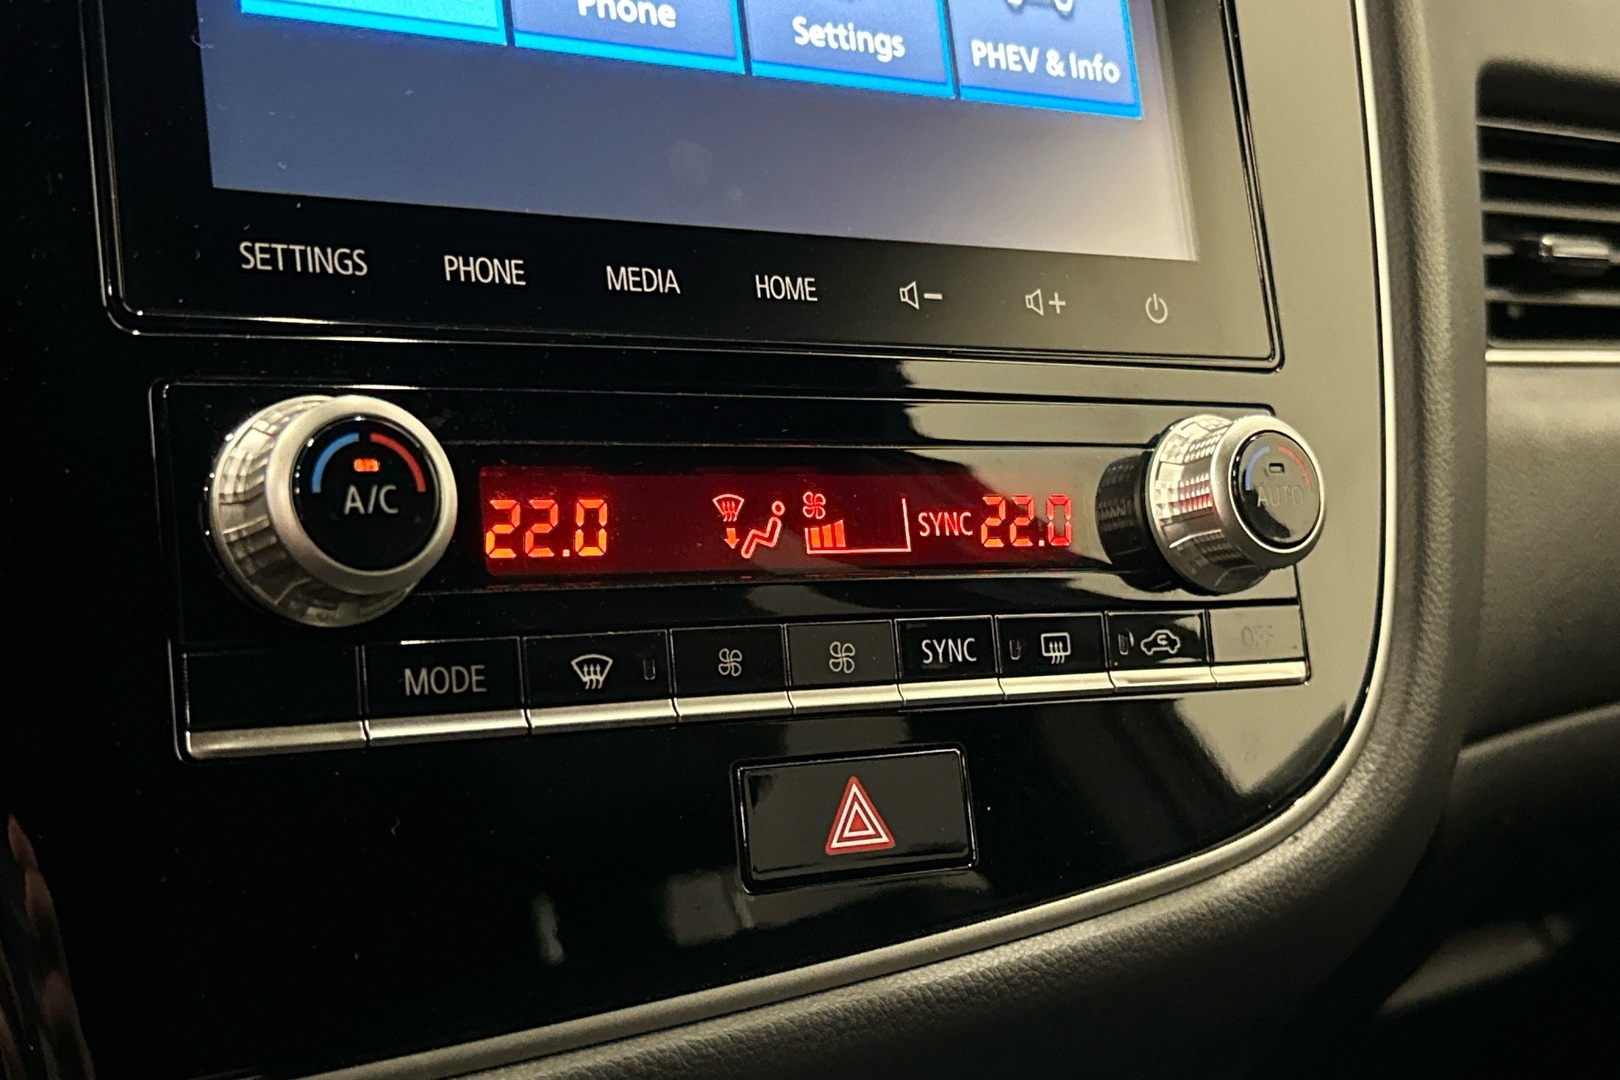 Phone
Settings
PHEV & Info
SETTINGS PHONE MEDIA HOME
A/C
22.0 SYNC 22.0
AUTO
MODE SYNC OFF